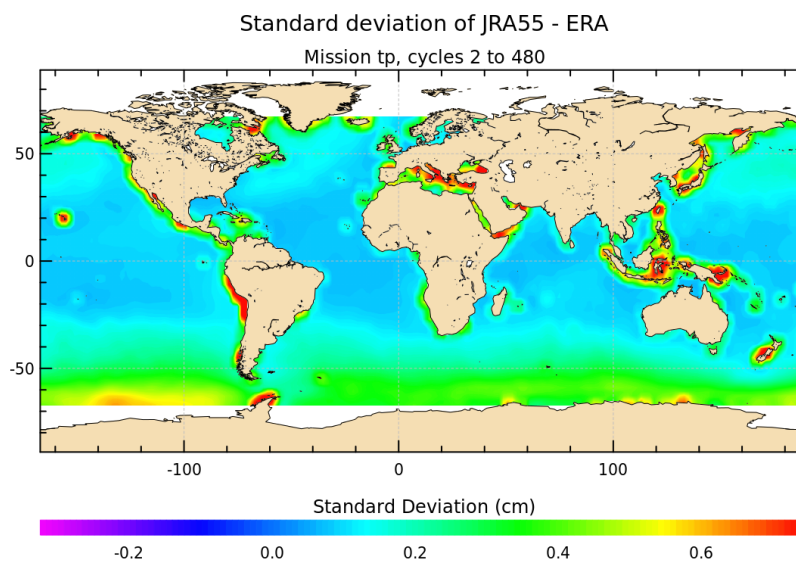 Standard deviation of JRA55 - ERA
Mission tp, cycles 2 to 480
50
0
-50
-100 0 100
Standard Deviation (cm)
-0.2 0.0 0.2 0.4 0.6